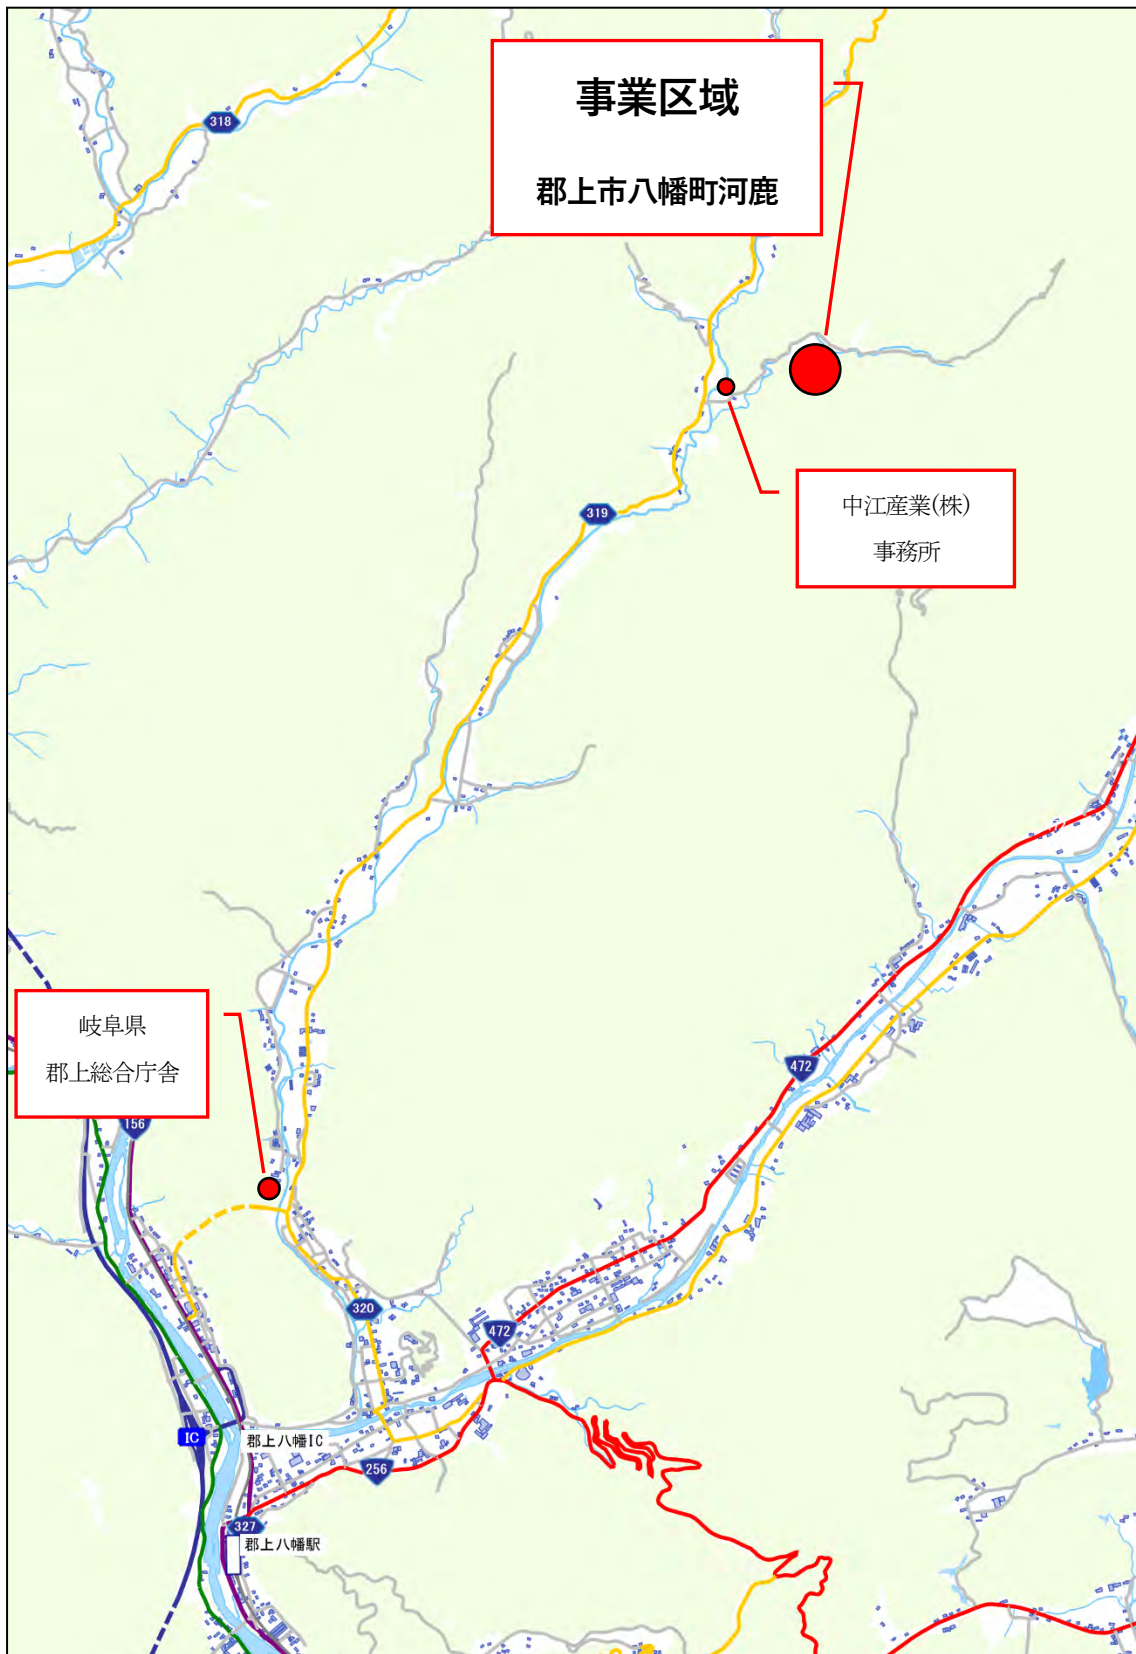 事業区域
郡上市八幡町河鹿
318
319
中江産業(株)
事務所
岐阜県
郡上総合庁舎
472
156
320
472
IC
郡上八幡IC
256
327
郡上八幡駅